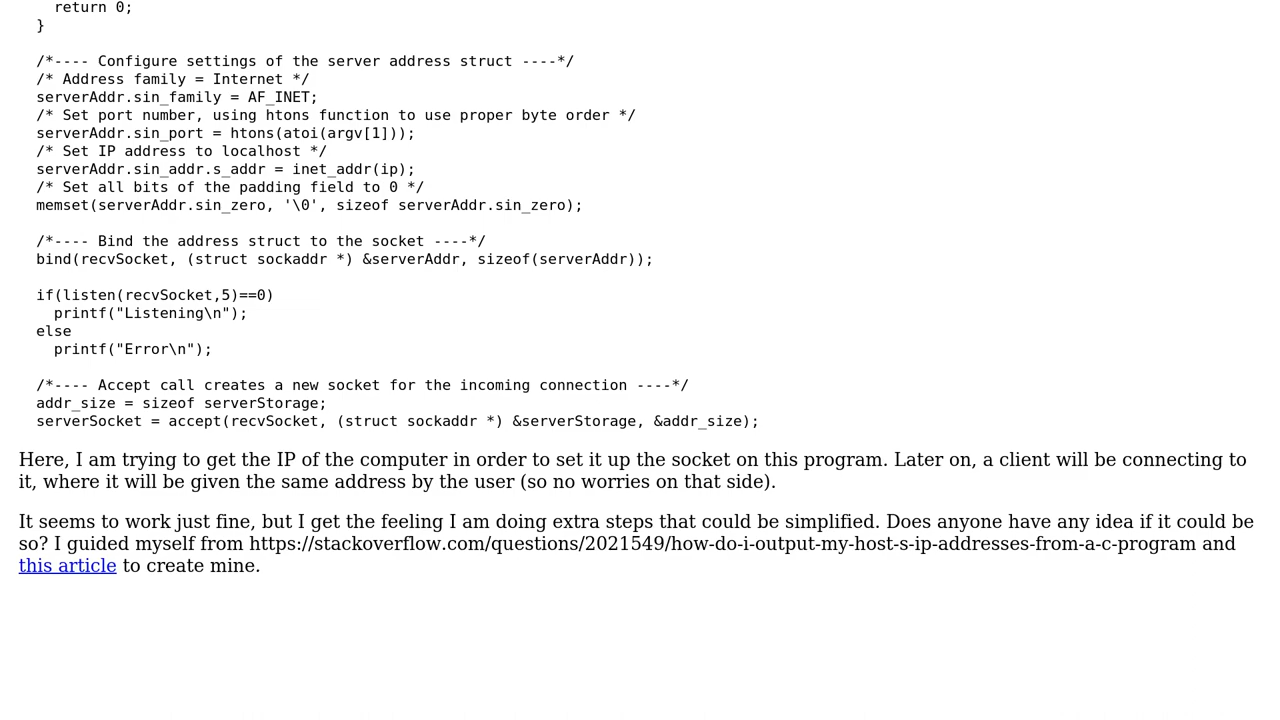 return 0;
}
/*---- Configure settings of the server address struct ----*/
/* Address family = Internet */
serverAddr.sin_family = AF_INET;
/* Set port number, using htons function to use proper byte order */
serverAddr.sin_port = htons(atoi(argv[1]));
/* Set IP address to localhost */
serverAddr.sin_addr.s_addr = inet_addr(ip);
/* Set all bits of the padding field to 0 */
memset(serverAddr.sin_zero, '\0', sizeof serverAddr.sin_zero);
/*---- Bind the address struct to the socket ----*/
bind(recvSocket, (struct sockaddr *) &serverAddr, sizeof(serverAddr));
if(listen(recvSocket,5)==0)
printf("Listening\n");
else
printf("Error\n");
/*---- Accept call creates a new socket for the incoming connection ----*/
addr_size = sizeof serverStorage;
serverSocket = accept(recvSocket, (struct sockaddr *) &serverStorage, &addr_size);
Here, I am trying to get the IP of the computer in order to set it up the socket on this program. Later on, a client will be connecting to
it, where it will be given the same address by the user (so no worries on that side).
It seems to work just fine, but I get the feeling I am doing extra steps that could be simplified. Does anyone have any idea if it could be
so? I guided myself from https://stackoverflow.com/questions/2021549/how-do-i-output-my-host-s-ip-addresses-from-a-c-program and
this article to create mine.